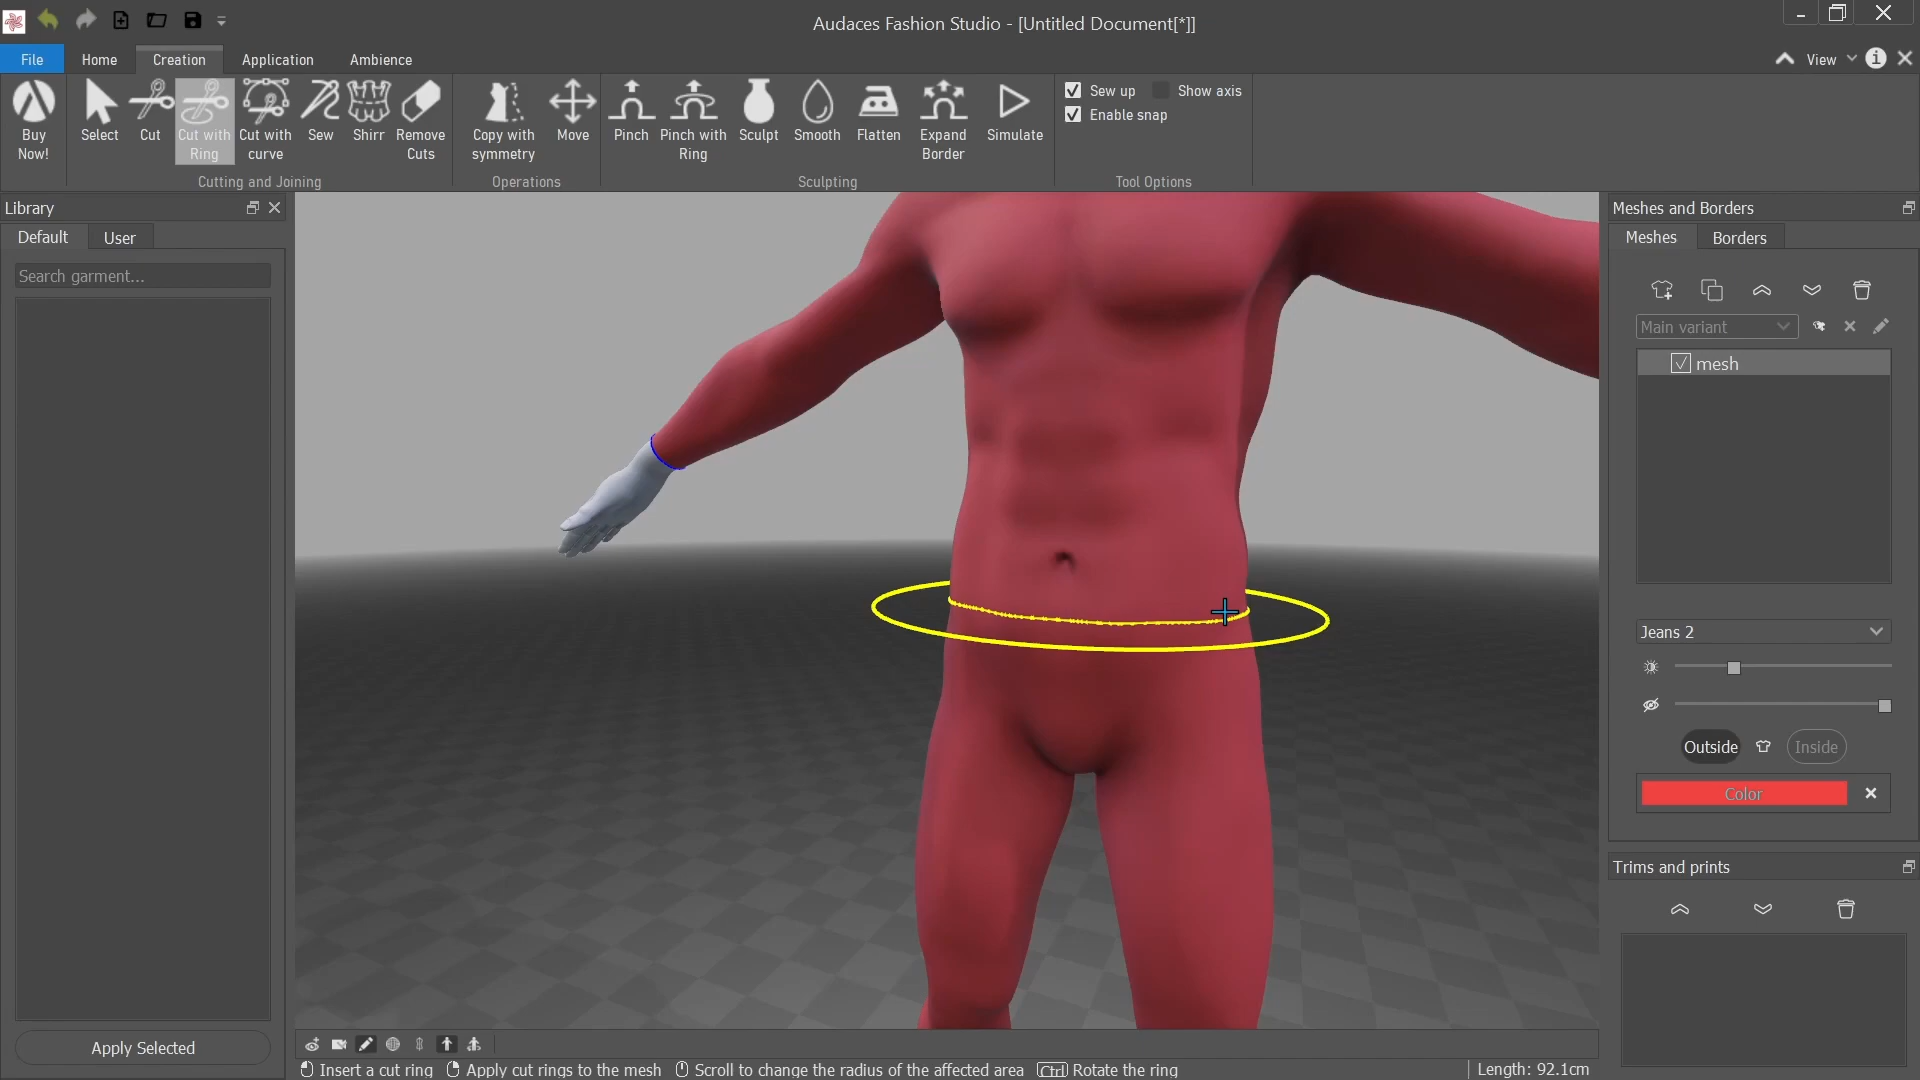 Audaces Fashion Studio - [Untitled Document[*]]
File Home Creation Application Ambience View
Buy Now!
Select
Cut
Cut with Ring
Cut with curve
Sew
Shirr
Remove Cuts
Copy with symmetry
Move
Pinch
Pinch with Ring
Sculpt
Smooth
Flatten
Expand Border
Simulate
Sew up Show axis
Enable snap
Cutting and Joining Operations Sculpting Tool Options
Library
Default User
Search garment...
Apply Selected
Meshes and Borders
Meshes Borders
Main variant
mesh
Jeans 2
Outside Inside
Color
Trims and prints
Insert a cut ring Apply cut rings to the mesh Scroll to change the radius of the affected area Ctrl Rotate the ring Length: 92.1cm